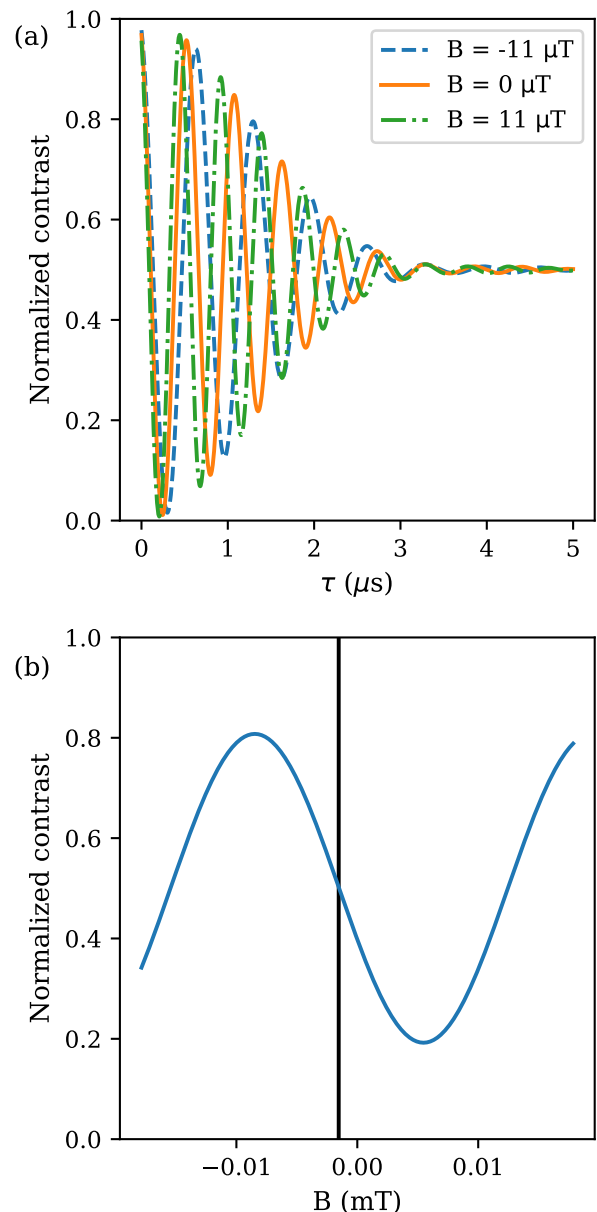 (a)
Normalized contrast
1.0
0.8
0.6
0.4
0.2
0.0
B = -11 μT
B = 0 μT
B = 11 μT
0 1 2 3 4 5
τ (μs)
(b)
Normalized contrast
1.0
0.8
0.6
0.4
0.2
0.0
−0.01 0.00 0.01
B (mT)